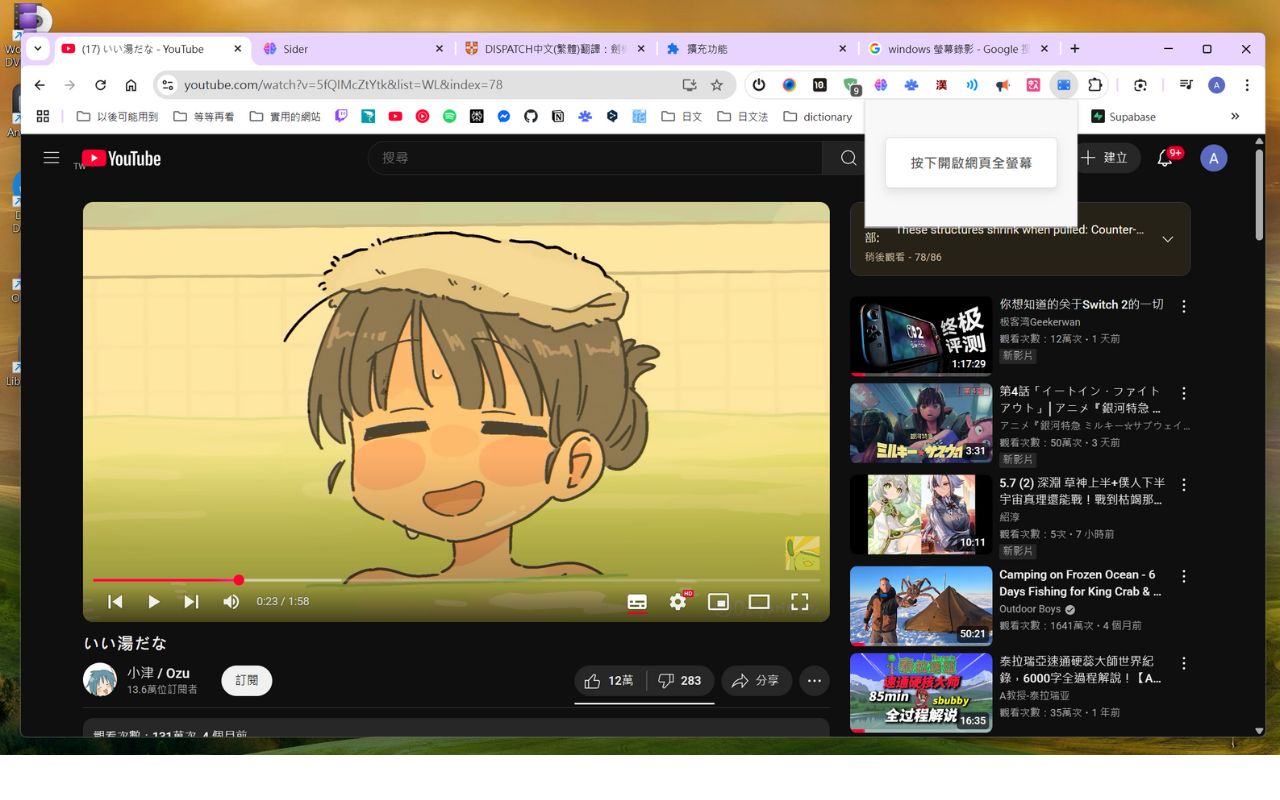 (17) いい湯だな - YouTube
Sider
DISPATCH中文(繁體)翻譯：劍
擴充功能
windows 螢幕錄影 - Google
youtube.com/watch?v=5fQIMcZtYtk&list=WL&index=78
10
9
漢
A
以後可能用到
等等再看
實用的網站
日文
日文法
dictionary
Supabase
TW
YouTube
搜尋
按下開啟網頁全螢幕
建立
9+
A
部:
These structures shrink when pulled: Counter-...
稍後觀看 - 78/86
你想知道的关于Switch 2的一切
极客湾Geekerwan
觀看次數：12萬次・1 天前
新影片
终极
评测
1:17:29
第4話「イートイン・ファイト
アウト」| アニメ『銀河特急 ...
アニメ『銀河特急 ミルキー☆サブウェイ...
觀看次數：50萬次・3 天前
新影片
銀河特急
ミルキー☆サブウェイ
3:31
5.7 (2) 深淵 草神上半+僕人下半
宇宙真理還能戰！戰到枯竭那...
紹淳
觀看次數：5次・7 小時前
新影片
10:11
Camping on Frozen Ocean - 6
Days Fishing for King Crab & ...
Outdoor Boys
觀看次數：1641萬次・4 個月前
50:21
泰拉瑞亞速通硬蕊大師世界紀
錄，6000字全過程解說！【A...
A教授-泰拉瑞亚
觀看次數：35萬次・1 年前
速通硬核大师
85min
sbubby
全过程解说
16:35
0:23 / 1:58
HD
いい湯だな
小津 / Ozu
13.6萬位訂閱者
訂閱
12萬
283
分享
觀看次數：131萬次 4 個月前